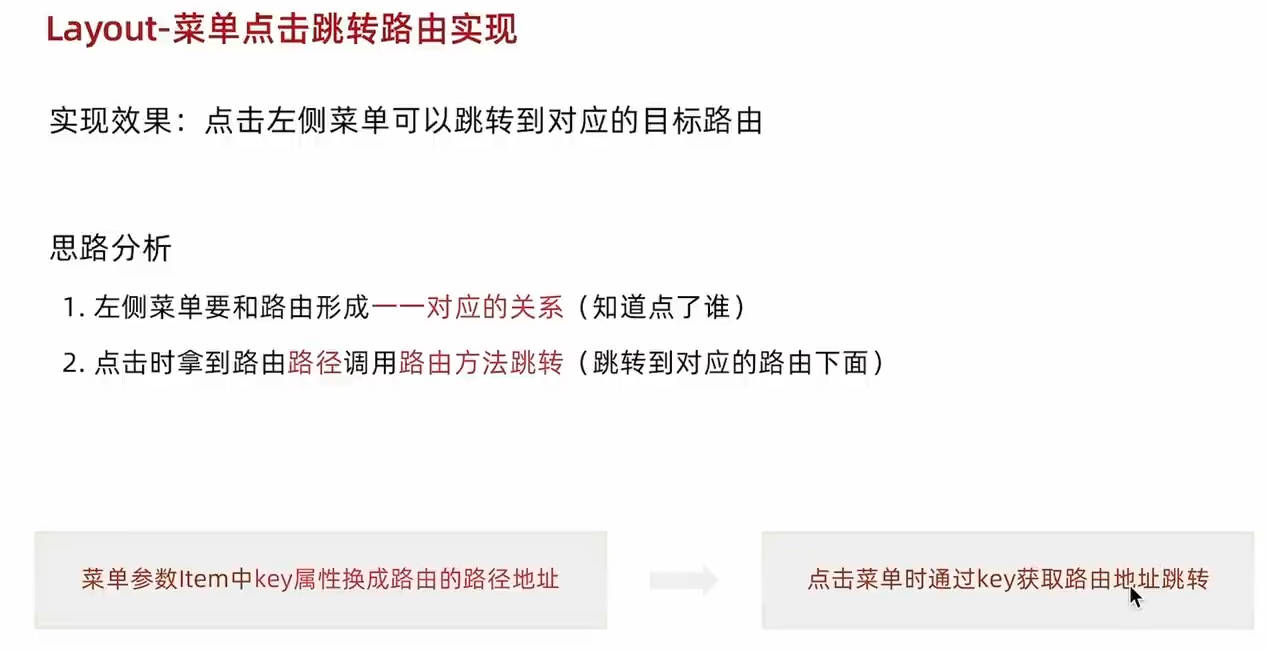 Layout-菜单点击跳转路由实现
实现效果：点击左侧菜单可以跳转到对应的目标路由
思路分析
1. 左侧菜单要和路由形成一一对应的关系（知道点了谁）
2. 点击时拿到路由路径调用路由方法跳转（跳转到对应的路由下面）
菜单参数Item中key属性换成路由的路径地址
点击菜单时通过key获取路由地址跳转